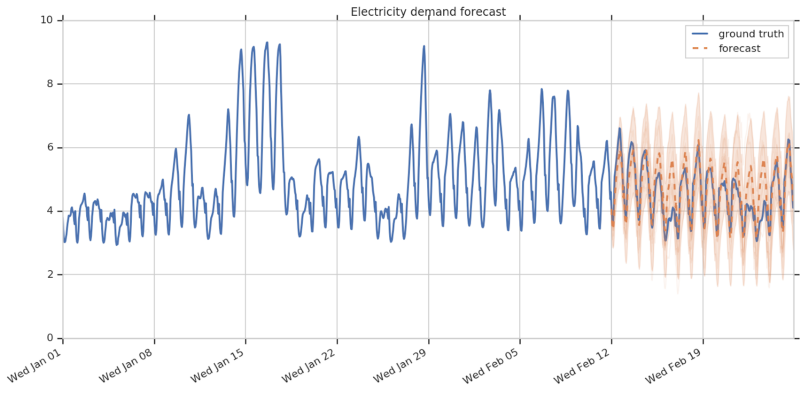 Electricity demand forecast
10
8
6
4
2
0
ground truth
forecast
Wed Jan 01
Wed Jan 08
Wed Jan 15
Wed Jan 22
Wed Jan 29
Wed Feb 05
Wed Feb 12
Wed Feb 19